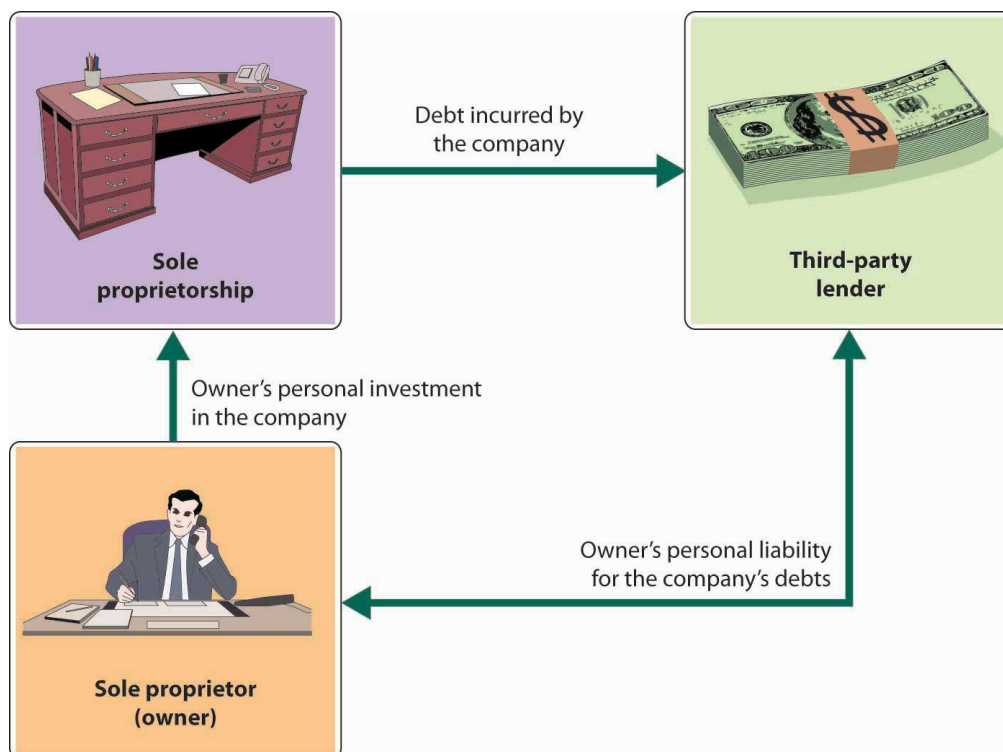 Debt incurred by
the company
Sole
proprietorship
Third-party
lender
Owner’s personal investment
in the company
Owner’s personal liability
for the company’s debts
Sole proprietor
(owner)
$
100